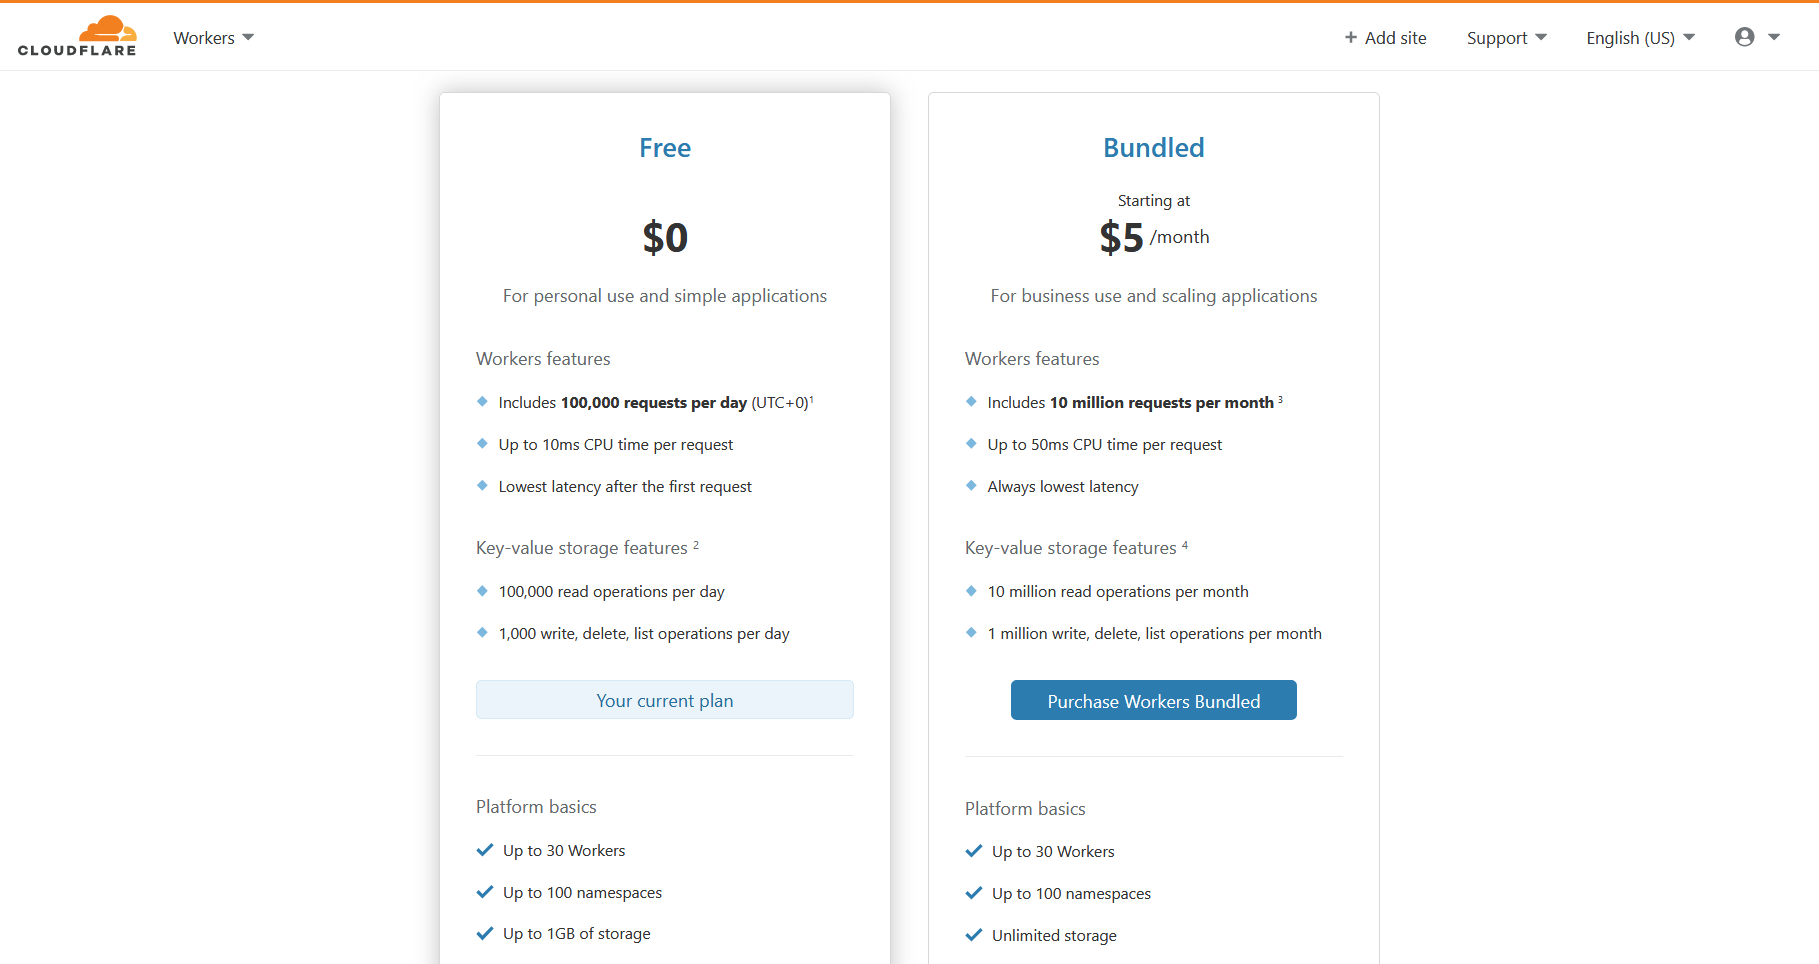 CLOUDFLARE
Workers
+ Add site
Support
English (US)
Free
$0
For personal use and simple applications
Workers features
Includes 100,000 requests per day (UTC+0)¹
Up to 10ms CPU time per request
Lowest latency after the first request
Key-value storage features ²
100,000 read operations per day
1,000 write, delete, list operations per day
Your current plan
Platform basics
Up to 30 Workers
Up to 100 namespaces
Up to 1GB of storage
Bundled
Starting at
$5 /month
For business use and scaling applications
Workers features
Includes 10 million requests per month ³
Up to 50ms CPU time per request
Always lowest latency
Key-value storage features ⁴
10 million read operations per month
1 million write, delete, list operations per month
Purchase Workers Bundled
Platform basics
Up to 30 Workers
Up to 100 namespaces
Unlimited storage